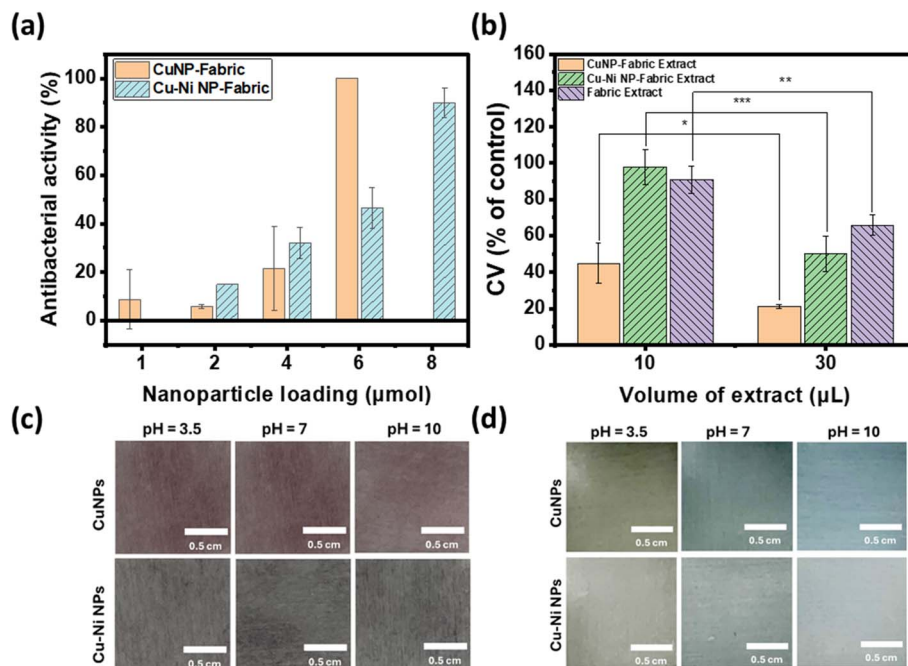 (a)
Antibacterial activity (%)
100
80
60
40
20
0
CuNP-Fabric
Cu-Ni NP-Fabric
1 2 4 6 8
Nanoparticle loading (µmol)
(b)
CV (% of control)
160
140
120
100
80
60
40
20
0
CuNP-Fabric Extract
Cu-Ni NP-Fabric Extract
Fabric Extract
**
***
*
10 30
Volume of extract (µL)
(c)
pH = 3.5 pH = 7 pH = 10
CuNPs
0.5 cm 0.5 cm 0.5 cm
Cu-Ni NPs
0.5 cm 0.5 cm 0.5 cm
(d)
pH = 3.5 pH = 7 pH = 10
CuNPs
0.5 cm 0.5 cm 0.5 cm
Cu-Ni NPs
0.5 cm 0.5 cm 0.5 cm